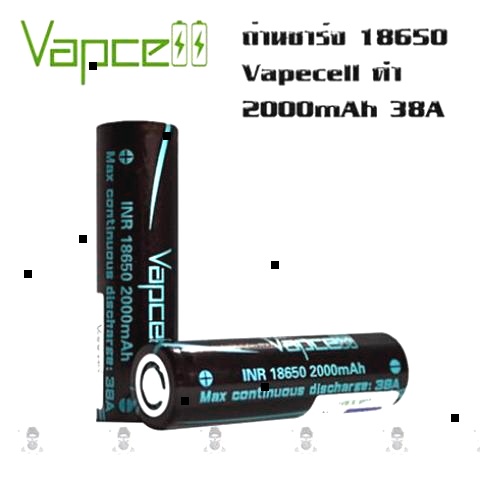 Vapcell
ถ่านชาร์จ 18650
Vapecell ดำ
2000mAh 38A
Vapcell
INR 18650 2000mAh
Max continuous discharge: 38A
Vapcell
INR 18650 2000mAh
Max continuous discharge: 38A